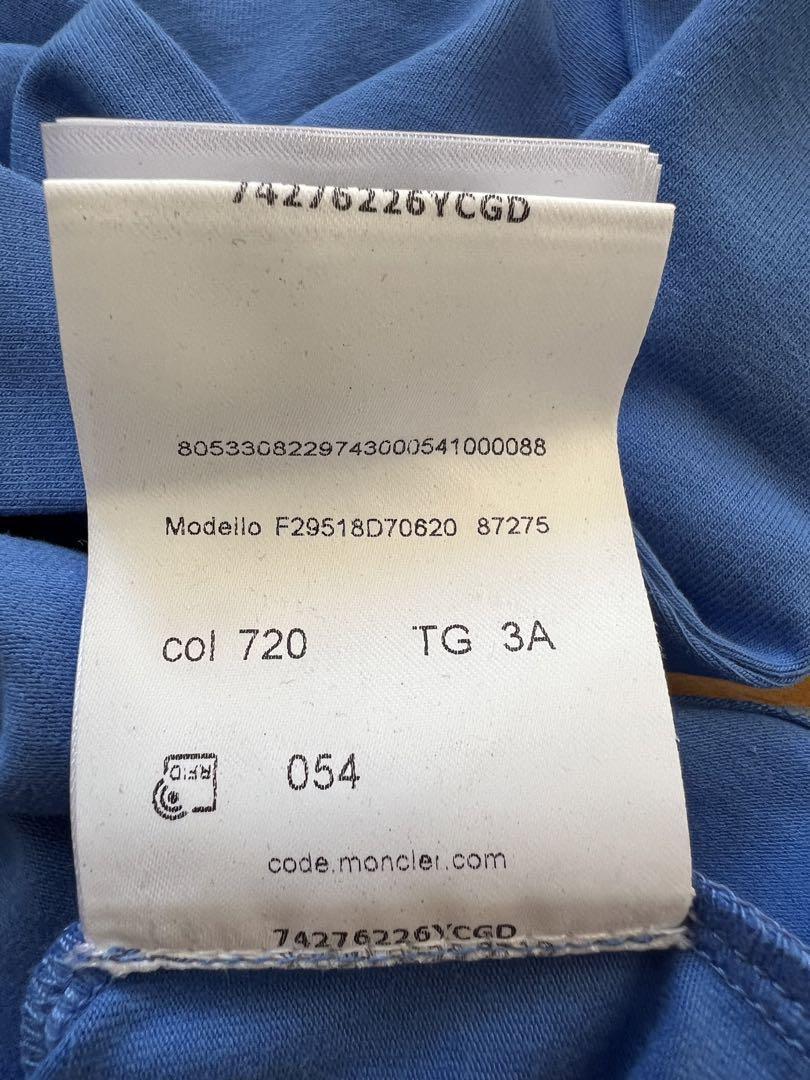 74276226YCGD
8053308229743000541000088
Modello F29518D70620 87275
col 720 TG 3A
RFID 054
code.moncler.com
74276226YCGD